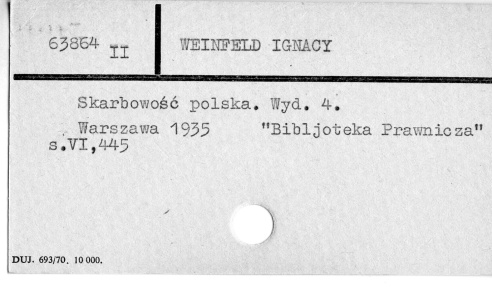 63864 II WEINFELD IGNACY
Skarbowość polska. Wyd. 4.
Warszawa 1935 "Bibljoteka Prawnicza"
s.VI,445
DUJ. 693/70. 10 000.